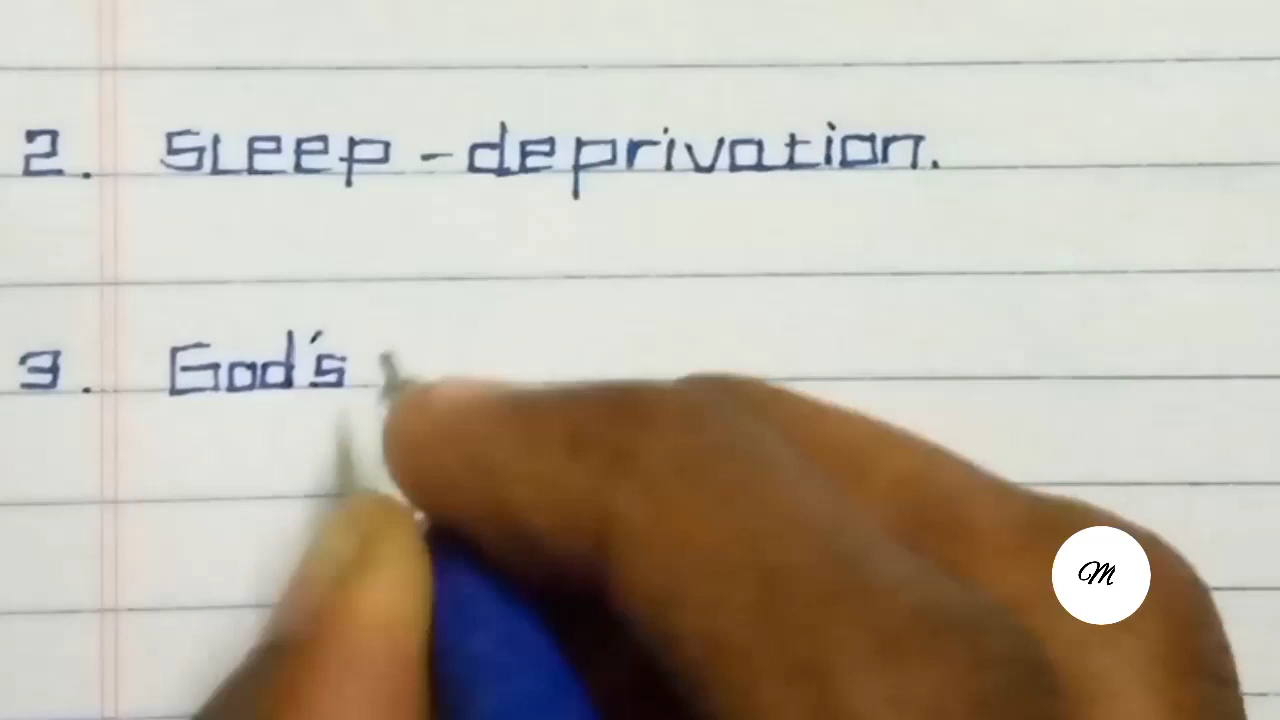 2. Sleep - deprivation.
3. God's
M